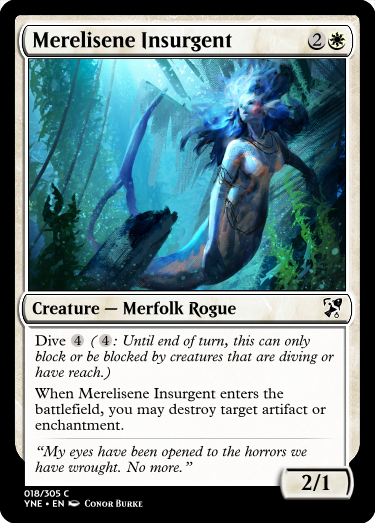 Merelisene Insurgent 2
Creature — Merfolk Rogue
Dive 4 (4: Until end of turn, this can only
block or be blocked by creatures that are diving or
have reach.)
When Merelisene Insurgent enters the
battlefield, you may destroy target artifact or
enchantment.
“My eyes have been opened to the horrors we
have wrought. No more.”
2/1
018/305 C
YNE • EN Conor Burke